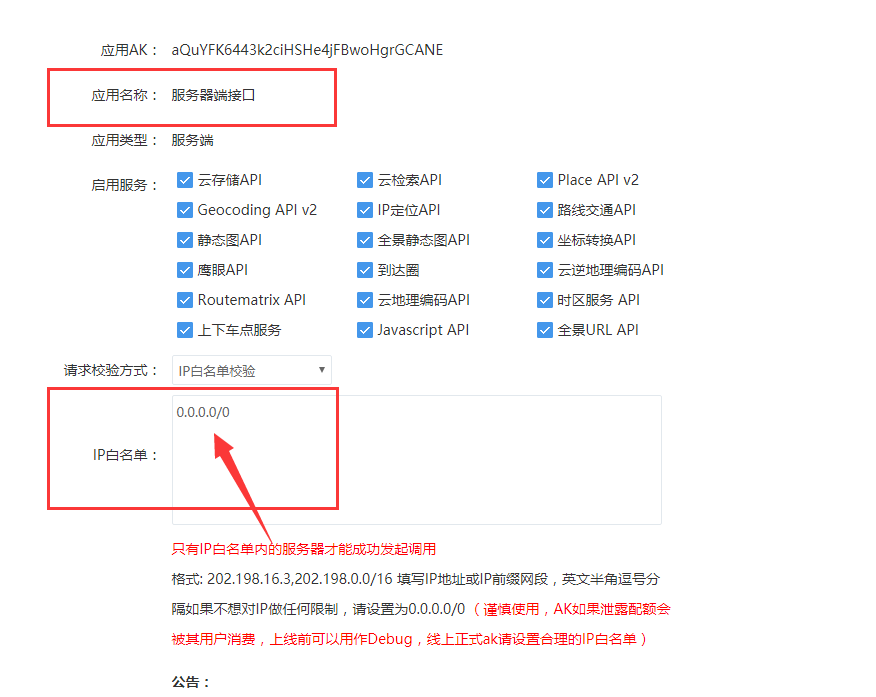 应用AK： aQuYFK6443k2ciHSHe4jFBwoHgrGCANE
应用名称： 服务器端接口
应用类型： 服务端
启用服务： 云存储API 云检索API Place API v2
Geocoding API v2 IP定位API 路线交通API
静态图API 全景静态图API 坐标转换API
鹰眼API 到达圈 云逆地理编码API
Routematrix API 云地理编码API 时区服务 API
上下车点服务 Javascript API 全景URL API
请求校验方式： IP白名单校验
0.0.0.0/0
IP白名单：
只有IP白名单内的服务器才能成功发起调用
格式: 202.198.16.3,202.198.0.0/16 填写IP地址或IP前缀网段，英文半角逗号分
隔如果不想对IP做任何限制，请设置为0.0.0.0/0 （ 谨慎使用，AK如果泄露配额会
被其用户消费，上线前可以用作Debug，线上正式ak请设置合理的IP白名单 ）
公告：